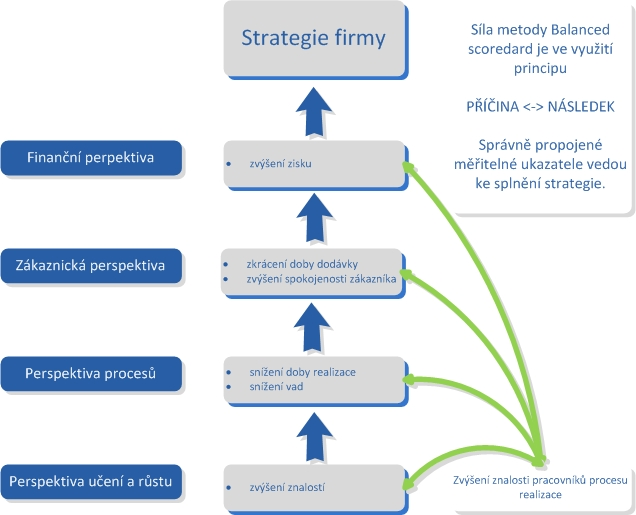 Strategie firmy
Síla metody Balanced
scoredard je ve využití
principu
PŘÍČINA <-> NÁSLEDEK
Správně propojené
měřitelné ukazatele vedou
ke splnění strategie.
Finanční perpektiva
• zvýšení zisku
Zákaznická perspektiva
• zkrácení doby dodávky
• zvýšení spokojenosti zákazníka
Perspektiva procesů
• snížení doby realizace
• snížení vad
Perspektiva učení a růstu
• zvýšení znalostí
Zvýšení znalosti pracovníků procesu
realizace